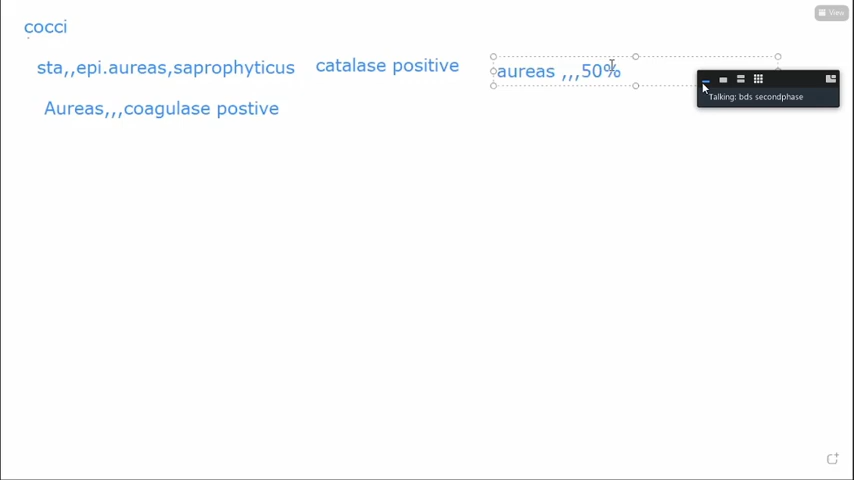 View
cocci
sta,,epi.aureas,saprophyticus
catalase positive
aureas ,,,50%
Talking: bds secondphase
Aureas,,,coagulase postive